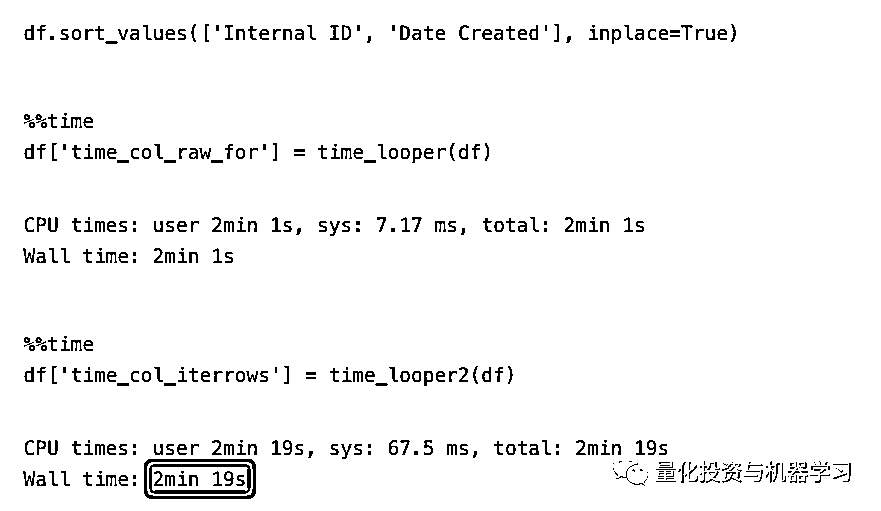 df.sort_values(['Internal ID', 'Date Created'], inplace=True)
%%time
df['time_col_raw_for'] = time_looper(df)
CPU times: user 2min 1s, sys: 7.17 ms, total: 2min 1s
Wall time: 2min 1s
%%time
df['time_col_iterrows'] = time_looper2(df)
CPU times: user 2min 19s, sys: 67.5 ms, total: 2min 19s
Wall time: 2min 19s
量化投资与机器学习